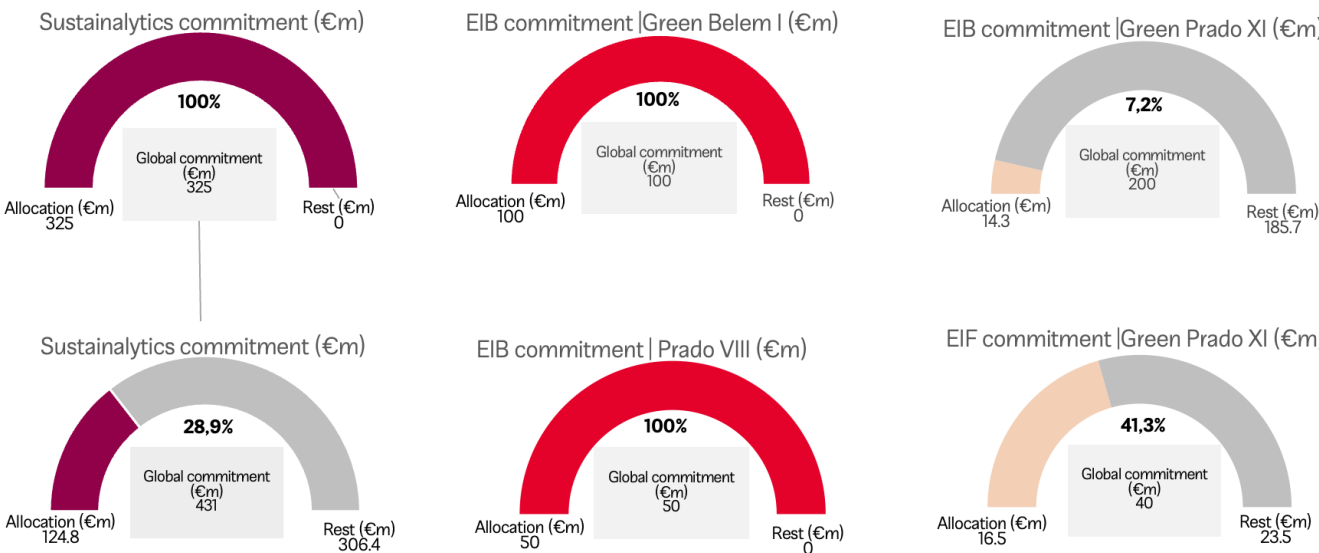 Sustainalytics commitment (€m)
100%
Global commitment
(€m)
325
Allocation (€m)
325
Rest (€m)
0
EIB commitment |Green Belem I (€m)
100%
Global commitment
(€m)
100
Allocation (€m)
100
Rest (€m)
0
EIB commitment |Green Prado XI (€m)
7,2%
Global commitment
(€m)
200
Allocation (€m)
14.3
Rest (€m)
185.7
Sustainalytics commitment (€m)
28,9%
Global commitment
(€m)
431
Allocation (€m)
124.8
Rest (€m)
306.4
EIB commitment | Prado VIII (€m)
100%
Global commitment
(€m)
50
Allocation (€m)
50
Rest (€m)
0
EIF commitment |Green Prado XI (€m
41,3%
Global commitment
(€m)
40
Allocation (€m)
16.5
Rest (€m)
23.5